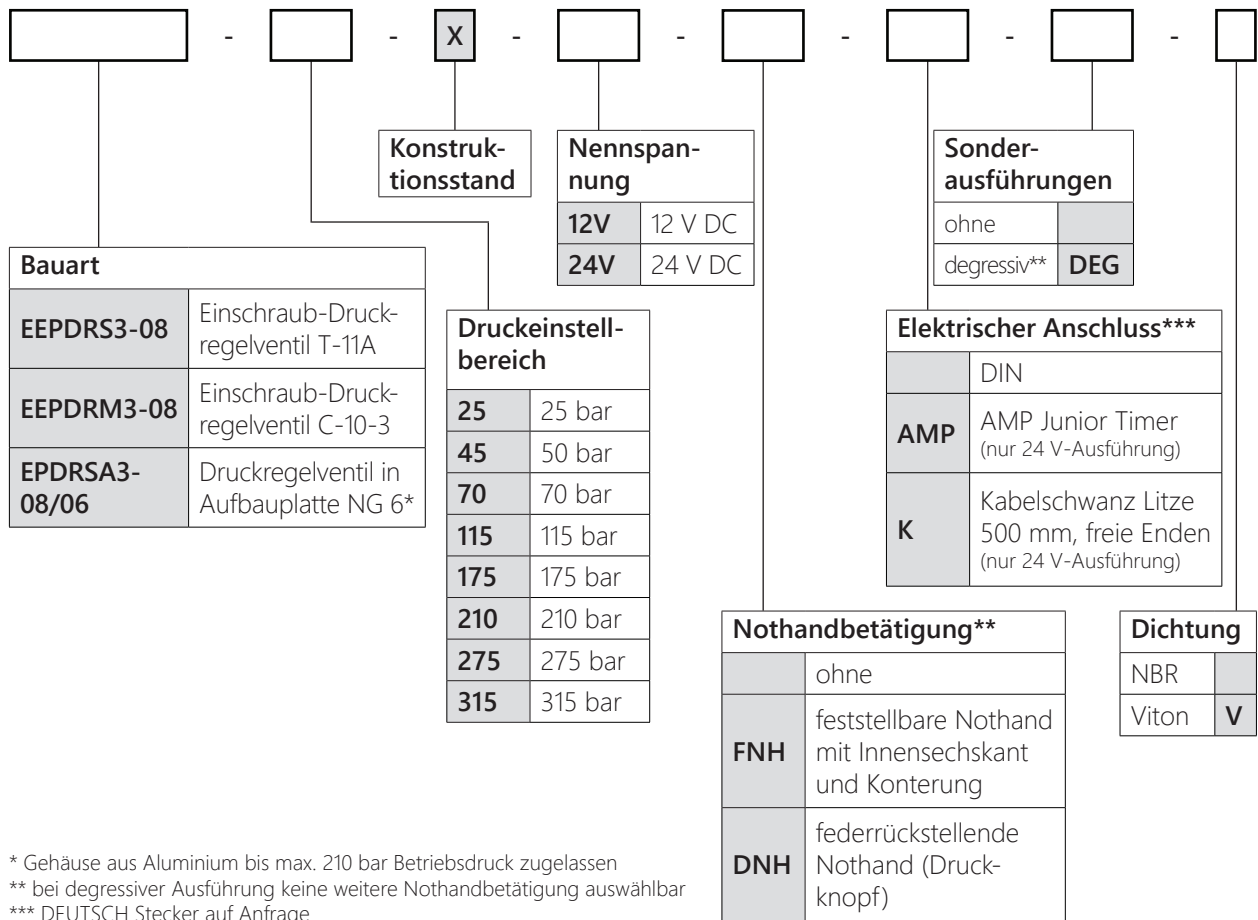 - - X - - - - -
Konstruk-
tionsstand
Nennspan-
nung
12V 12 V DC
24V 24 V DC
Sonder-
ausführungen
ohne
degressiv** DEG
Bauart
EEPDRS3-08 Einschraub-Druck-
regelventil T-11A
EEPDRM3-08 Einschraub-Druck-
regelventil C-10-3
EPDRSA3-
08/06 Druckregelventil in
Aufbauplatte NG 6*
Druckeinstell-
bereich
25 25 bar
45 50 bar
70 70 bar
115 115 bar
175 175 bar
210 210 bar
275 275 bar
315 315 bar
Elektrischer Anschluss***
DIN
AMP AMP Junior Timer
(nur 24 V-Ausführung)
K Kabelschwanz Litze
500 mm, freie Enden
(nur 24 V-Ausführung)
Nothandbetätigung**
ohne
FNH feststellbare Nothand
mit Innensechskant
und Konterung
DNH federrückstellende
Nothand (Druck-
knopf)
Dichtung
NBR
Viton V
* Gehäuse aus Aluminium bis max. 210 bar Betriebsdruck zugelassen
** bei degressiver Ausführung keine weitere Nothandbetätigung auswählbar
*** DEUTSCH Stecker auf Anfrage